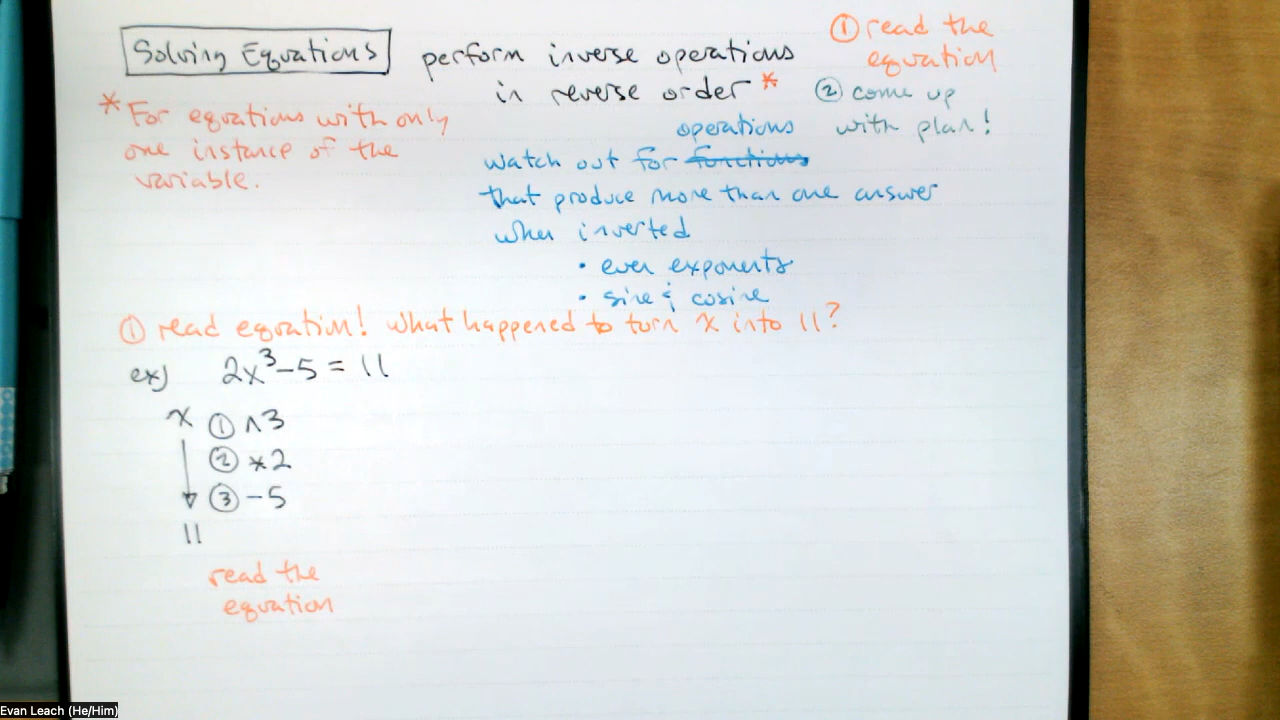 Solving Equations perform inverse operations
in reverse order *
① read the
equation
② come up
with plan!
* For equations with only
one instance of the
variable.
operations
watch out for functions
that produce more than one answer
when inverted
• even exponents
• sine & cosine
① read equation! What happened to turn x into 11?
ex) 2x³-5 = 11
x ① ^3
② *2
③ -5
11
read the
equation
Evan Leach (He/Him)